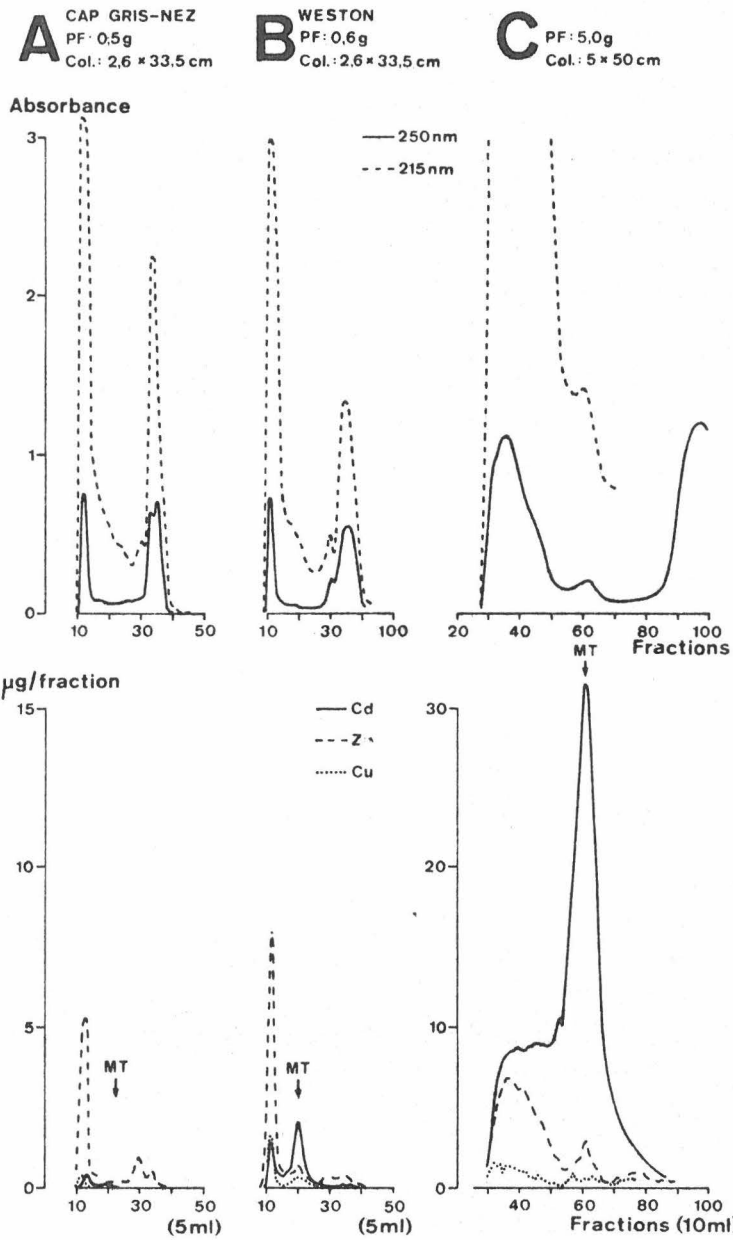 A CAP GRIS-NEZ
PF: 0,5g
Col.: 2,6 × 33,5 cm
B WESTON
PF: 0,6g
Col.: 2,6 × 33,5 cm
C PF: 5,0g
Col.: 5 × 50 cm
Absorbance
3
2
1
0
250nm
215nm
10 30 50
10 30 100
20 40 60 80 100
MT
Fractions
µg/fraction
15
10
5
0
Cd
Z
Cu
30
20
10
0
MT
MT
10 30 50
(5ml)
10 30 50
(5ml)
40 60 80 100
Fractions (10ml)